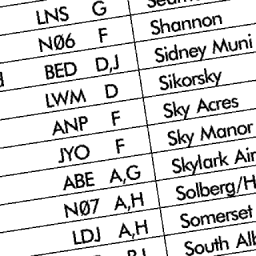 LNS G
N06 F Shannon
BED D,J Sidney Muni
LWM D Sikorsky
ANP F Sky Acres
JYO F Sky Manor
ABE A,G Skylark Air
N07 A,H Solberg/H
LDJ A,H Somerset
South Alb